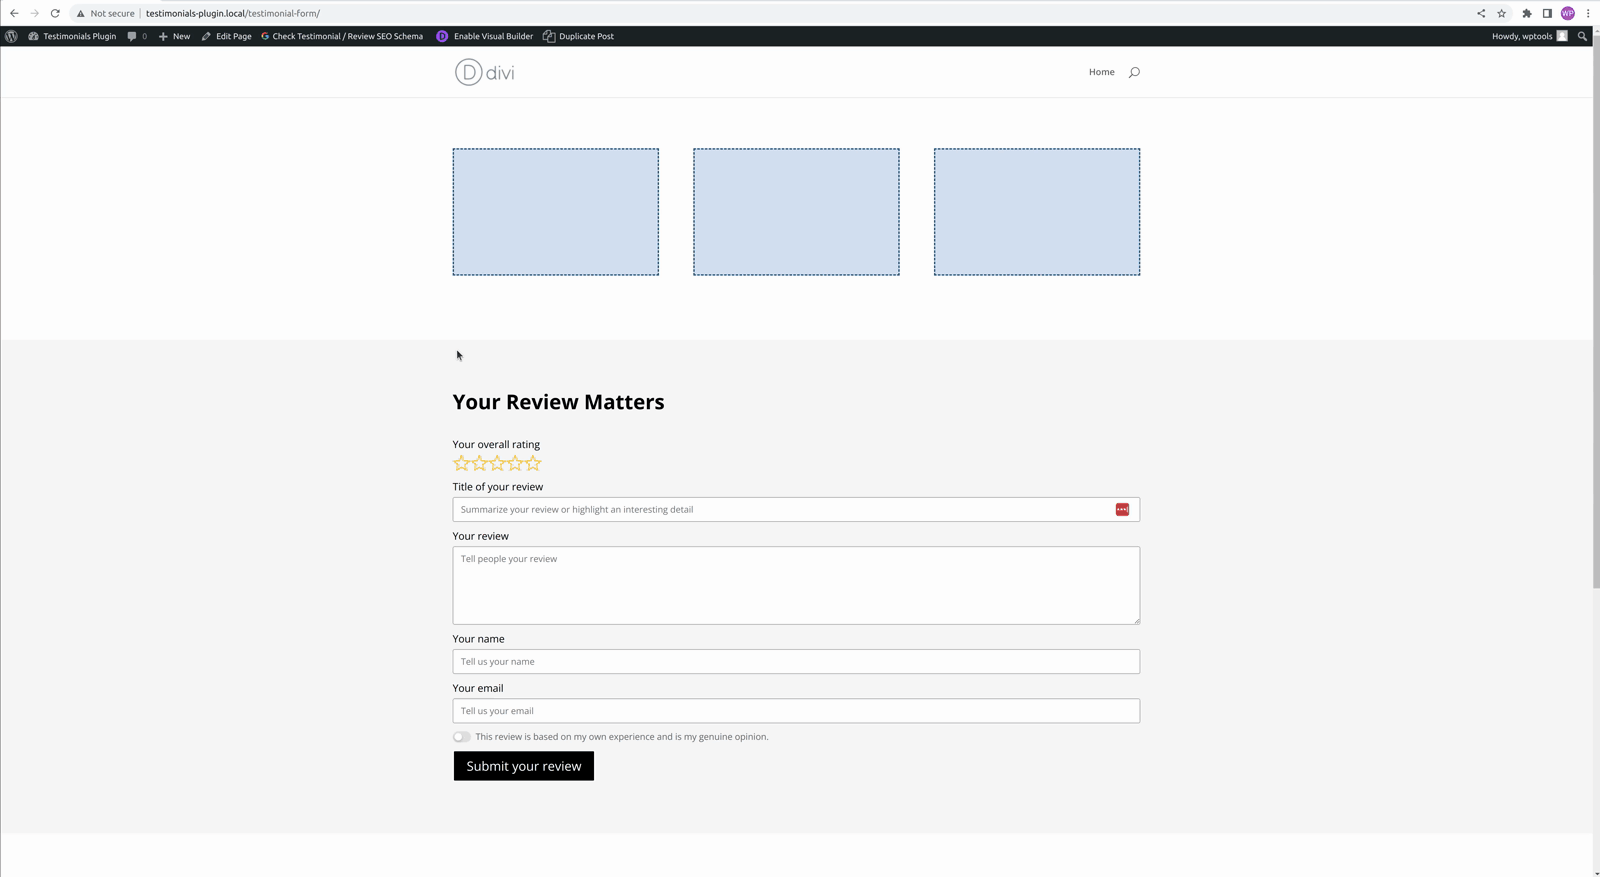 Not secure testimonials-plugin.local/testimonial-form/ WP
Testimonials Plugin 0 New Edit Page Check Testimonial / Review SEO Schema Enable Visual Builder Duplicate Post Howdy, wptools
D divi Home
Your Review Matters
Your overall rating
Title of your review
Summarize your review or highlight an interesting detail
Your review
Tell people your review
Your name
Tell us your name
Your email
Tell us your email
This review is based on my own experience and is my genuine opinion.
Submit your review